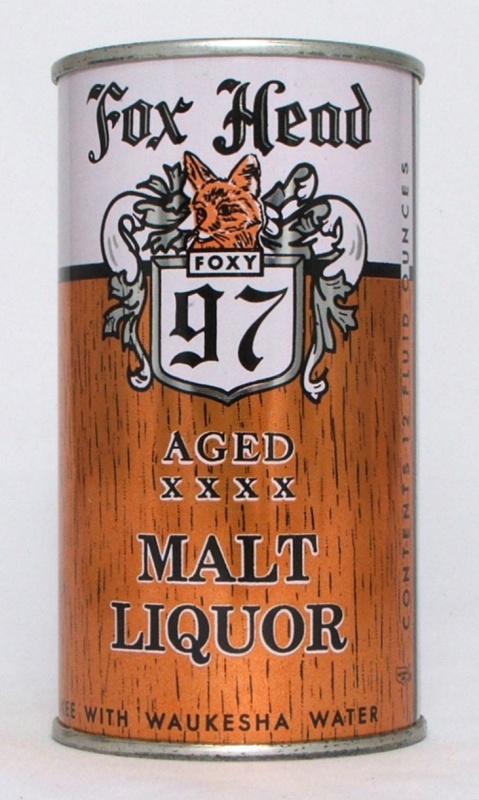 Fox Head
FOXY
97
AGED
XXXX
MALT
LIQUOR
WITH WAUKESHA WATER
CONTENTS 12 FLUID OUNCES